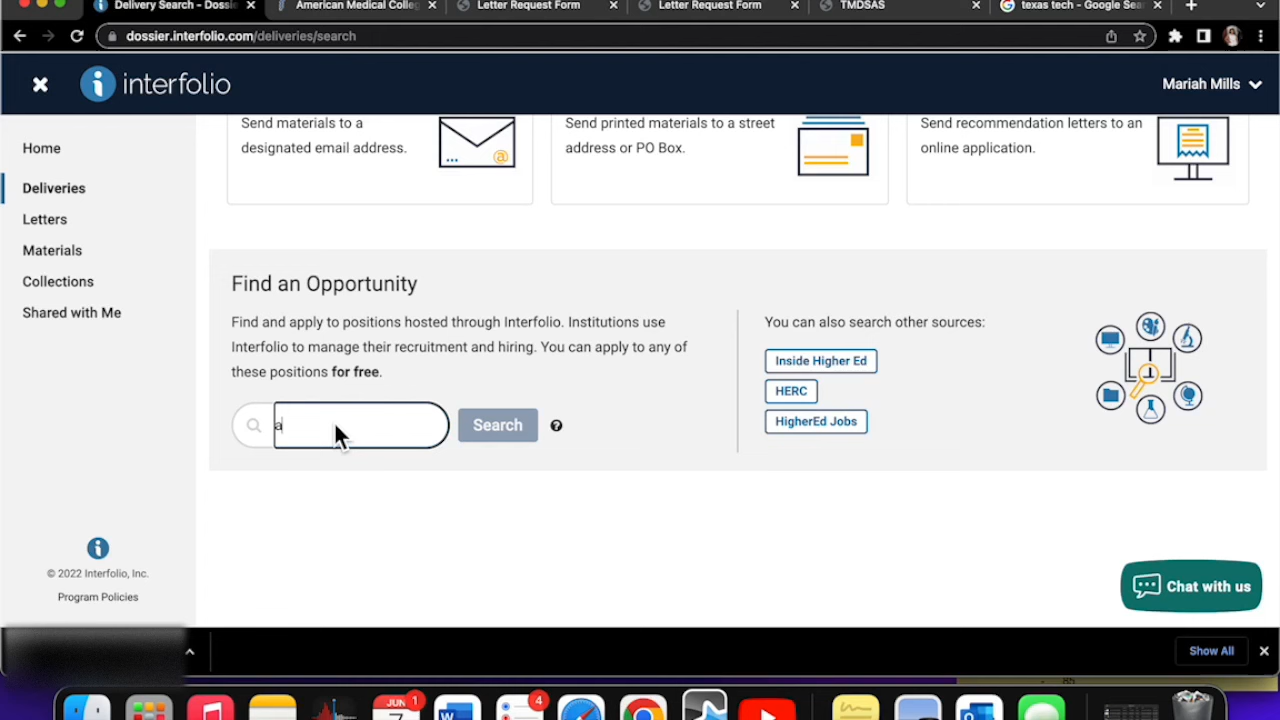 Delivery Search - Dossi
American Medical Colleg
Letter Request Form
Letter Request Form
TMDSAS
texas tech - Google Sea
dossier.interfolio.com/deliveries/search
interfolio
Mariah Mills
Home
Deliveries
Letters
Materials
Collections
Shared with Me
© 2022 Interfolio, Inc.
Program Policies
Send materials to a
designated email address.
Send printed materials to a street
address or PO Box.
Send recommendation letters to an
online application.
Find an Opportunity
Find and apply to positions hosted through Interfolio. Institutions use
Interfolio to manage their recruitment and hiring. You can apply to any of
these positions for free.
a
Search
You can also search other sources:
Inside Higher Ed
HERC
HigherEd Jobs
Chat with us
Show All
85
JUN
7
1
4